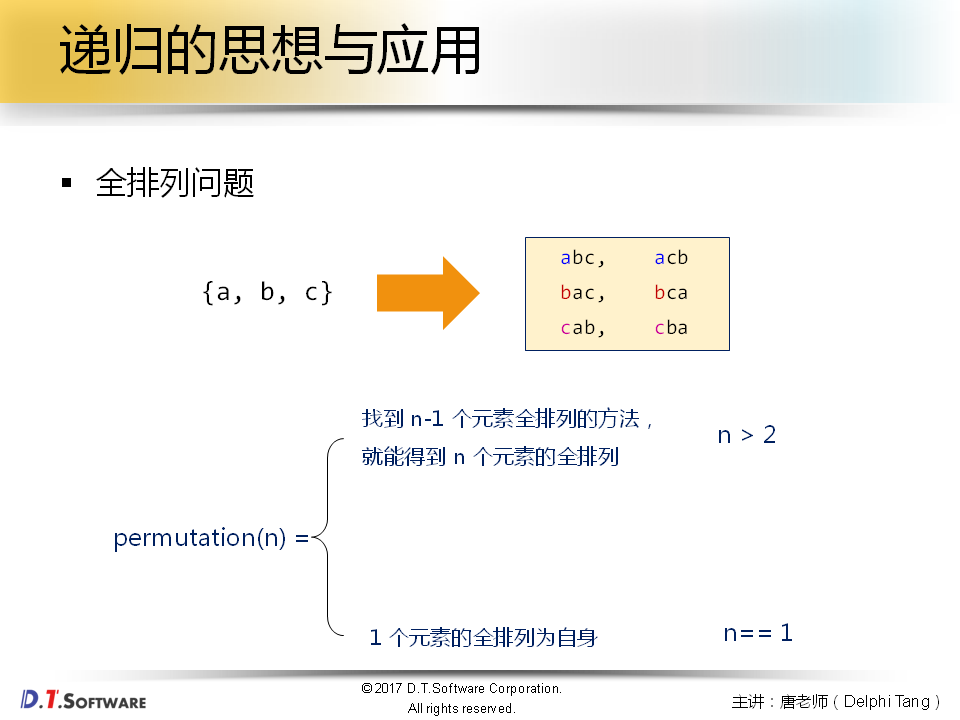 递归的思想与应用
▪ 全排列问题
{a, b, c}
abc, acb
bac, bca
cab, cba
找到 n-1 个元素全排列的方法，
就能得到 n 个元素的全排列
n > 2
permutation(n) =
1 个元素的全排列为自身
n== 1
D.T.SOFTWARE
©2017 D.T.Software Corporation.
All rights reserved.
主讲：唐老师（Delphi Tang）